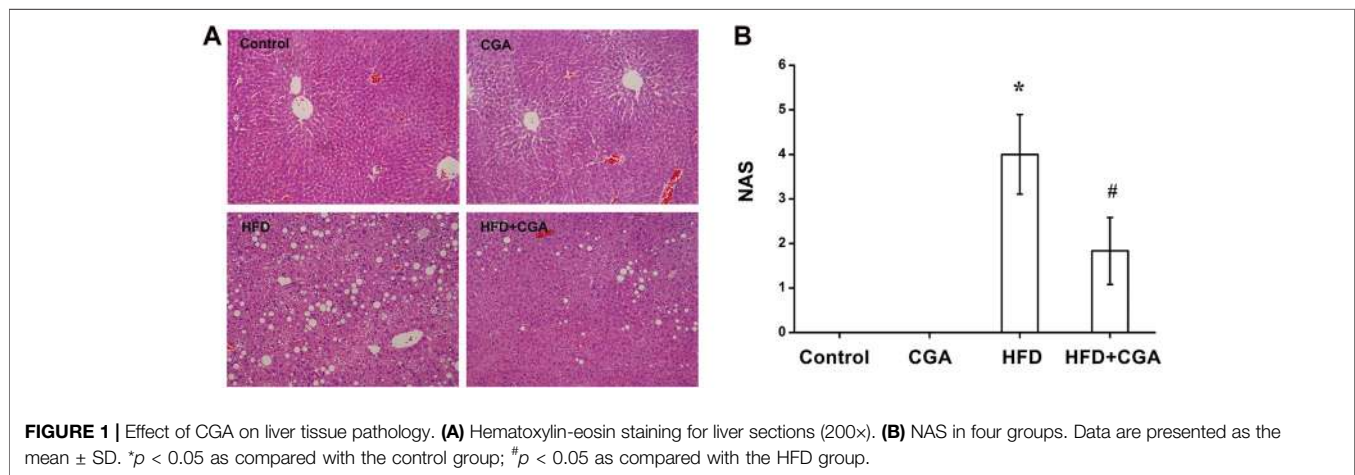 A
Control
CGA
HFD
HFD+CGA
B
NAS
6
5
4
3
2
1
0
*
#
Control CGA HFD HFD+CGA
FIGURE 1 | Effect of CGA on liver tissue pathology. (A) Hematoxylin-eosin staining for liver sections (200×). (B) NAS in four groups. Data are presented as the
mean ± SD. *p < 0.05 as compared with the control group; #p < 0.05 as compared with the HFD group.